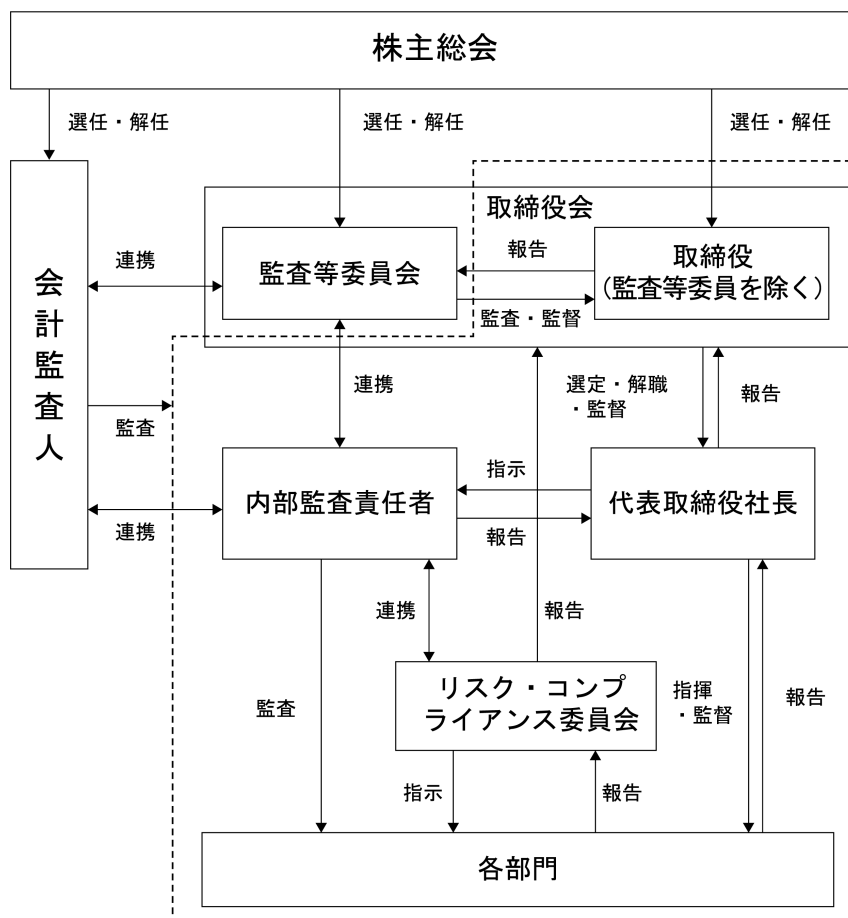 株主総会
選任・解任
選任・解任
選任・解任
取締役会
会計監査人
連携
監査等委員会
報告
監査・監督
取締役
(監査等委員を除く)
連携
選定・解職
・監督
報告
監査
内部監査責任者
指示
報告
代表取締役社長
連携
連携
報告
リスク・コンプ
ライアンス委員会
監査
指揮
・監督
報告
指示
報告
各部門